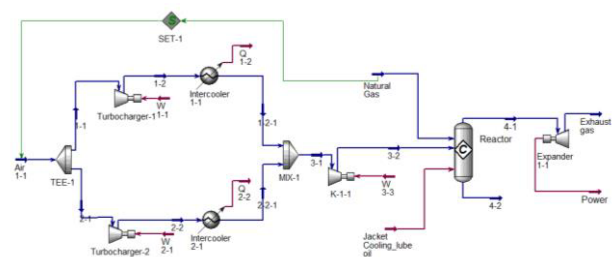 S
SET-1
Q
1-2
1-2
Intercooler
1-1
Turbocharger-1
W
1-1
1-1
1-2-1
Natural
Gas
4-1
Exhaust
gas
Reactor
Air
1-1
TEE-1
MIX-1
3-1
3-2
C
Expander
1-1
K-1-1
W
3-3
2-1
Q
2-2
2-2-1
2-2
4-2
Power
Turbocharger-2
W
2-1
Intercooler
2-1
Jacket
Cooling_lube
oil